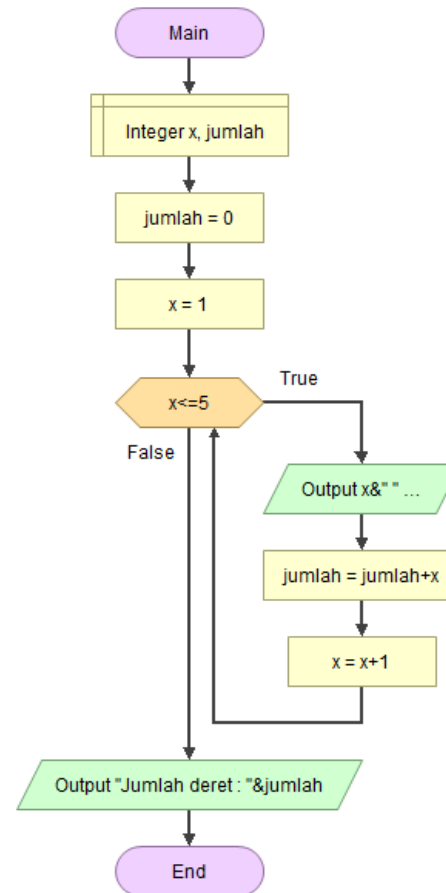 Main
Integer x, jumlah
jumlah = 0
x = 1
x<=5
True
False
Output x&" " ...
jumlah = jumlah+x
x = x+1
Output "Jumlah deret : "&jumlah
End